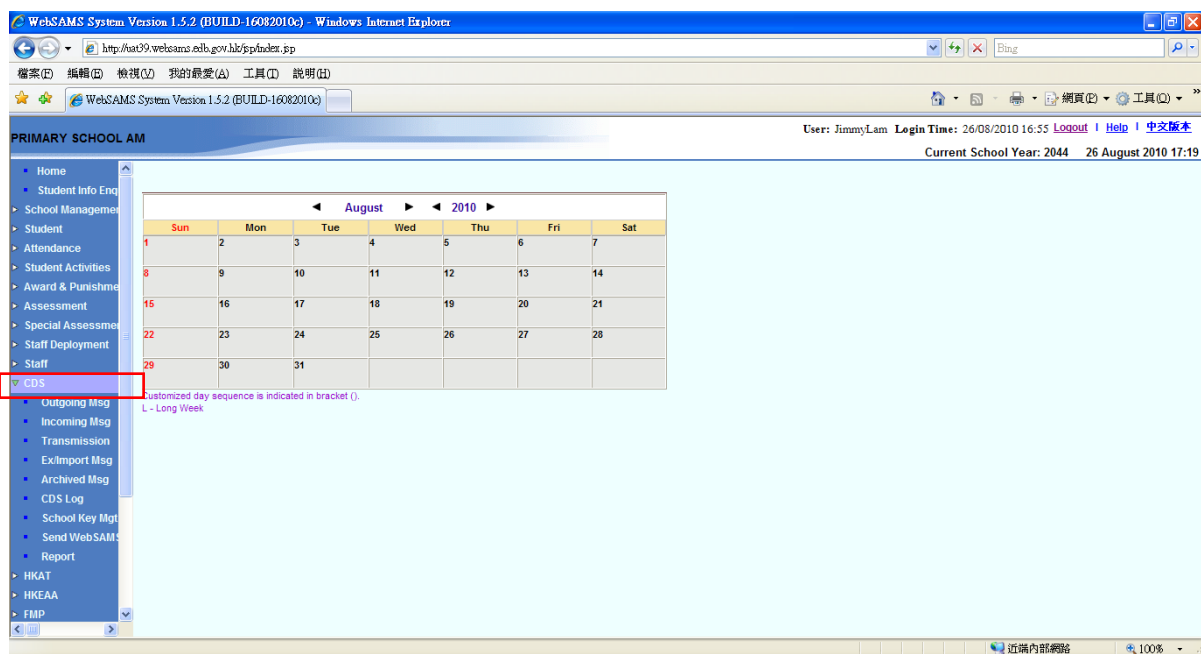 WebSAMS System Version 1.5.2 (BUILD-16082010c) - Windows Internet Explorer
http://uat39.websams.edb.gov.hk/jsp/index.jsp
Bing
檔案(F) 編輯(E) 檢視(V) 我的最愛(A) 工具(T) 說明(H)
WebSAMS System Version 1.5.2 (BUILD-16082010c)
網頁(P) 工具(O) »
PRIMARY SCHOOL AM
User: JimmyLam Login Time: 26/08/2010 16:55 Logout | Help | 中文版本
Current School Year: 2044 26 August 2010 17:19
Home
Student Info Enq
School Managemen
Student
Attendance
Student Activities
Award & Punishme
Assessment
Special Assessmen
Staff Deployment
Staff
CDS
Outgoing Msg
Incoming Msg
Transmission
Ex/Import Msg
Archived Msg
CDS Log
School Key Mgt
Send WebSAMS
Report
HKAT
HKEAA
FMP
August 2010
Sun Mon Tue Wed Thu Fri Sat
1 2 3 4 5 6 7
8 9 10 11 12 13 14
15 16 17 18 19 20 21
22 23 24 25 26 27 28
29 30 31
Customized day sequence is indicated in bracket ().
L - Long Week
近端內部網路 100%